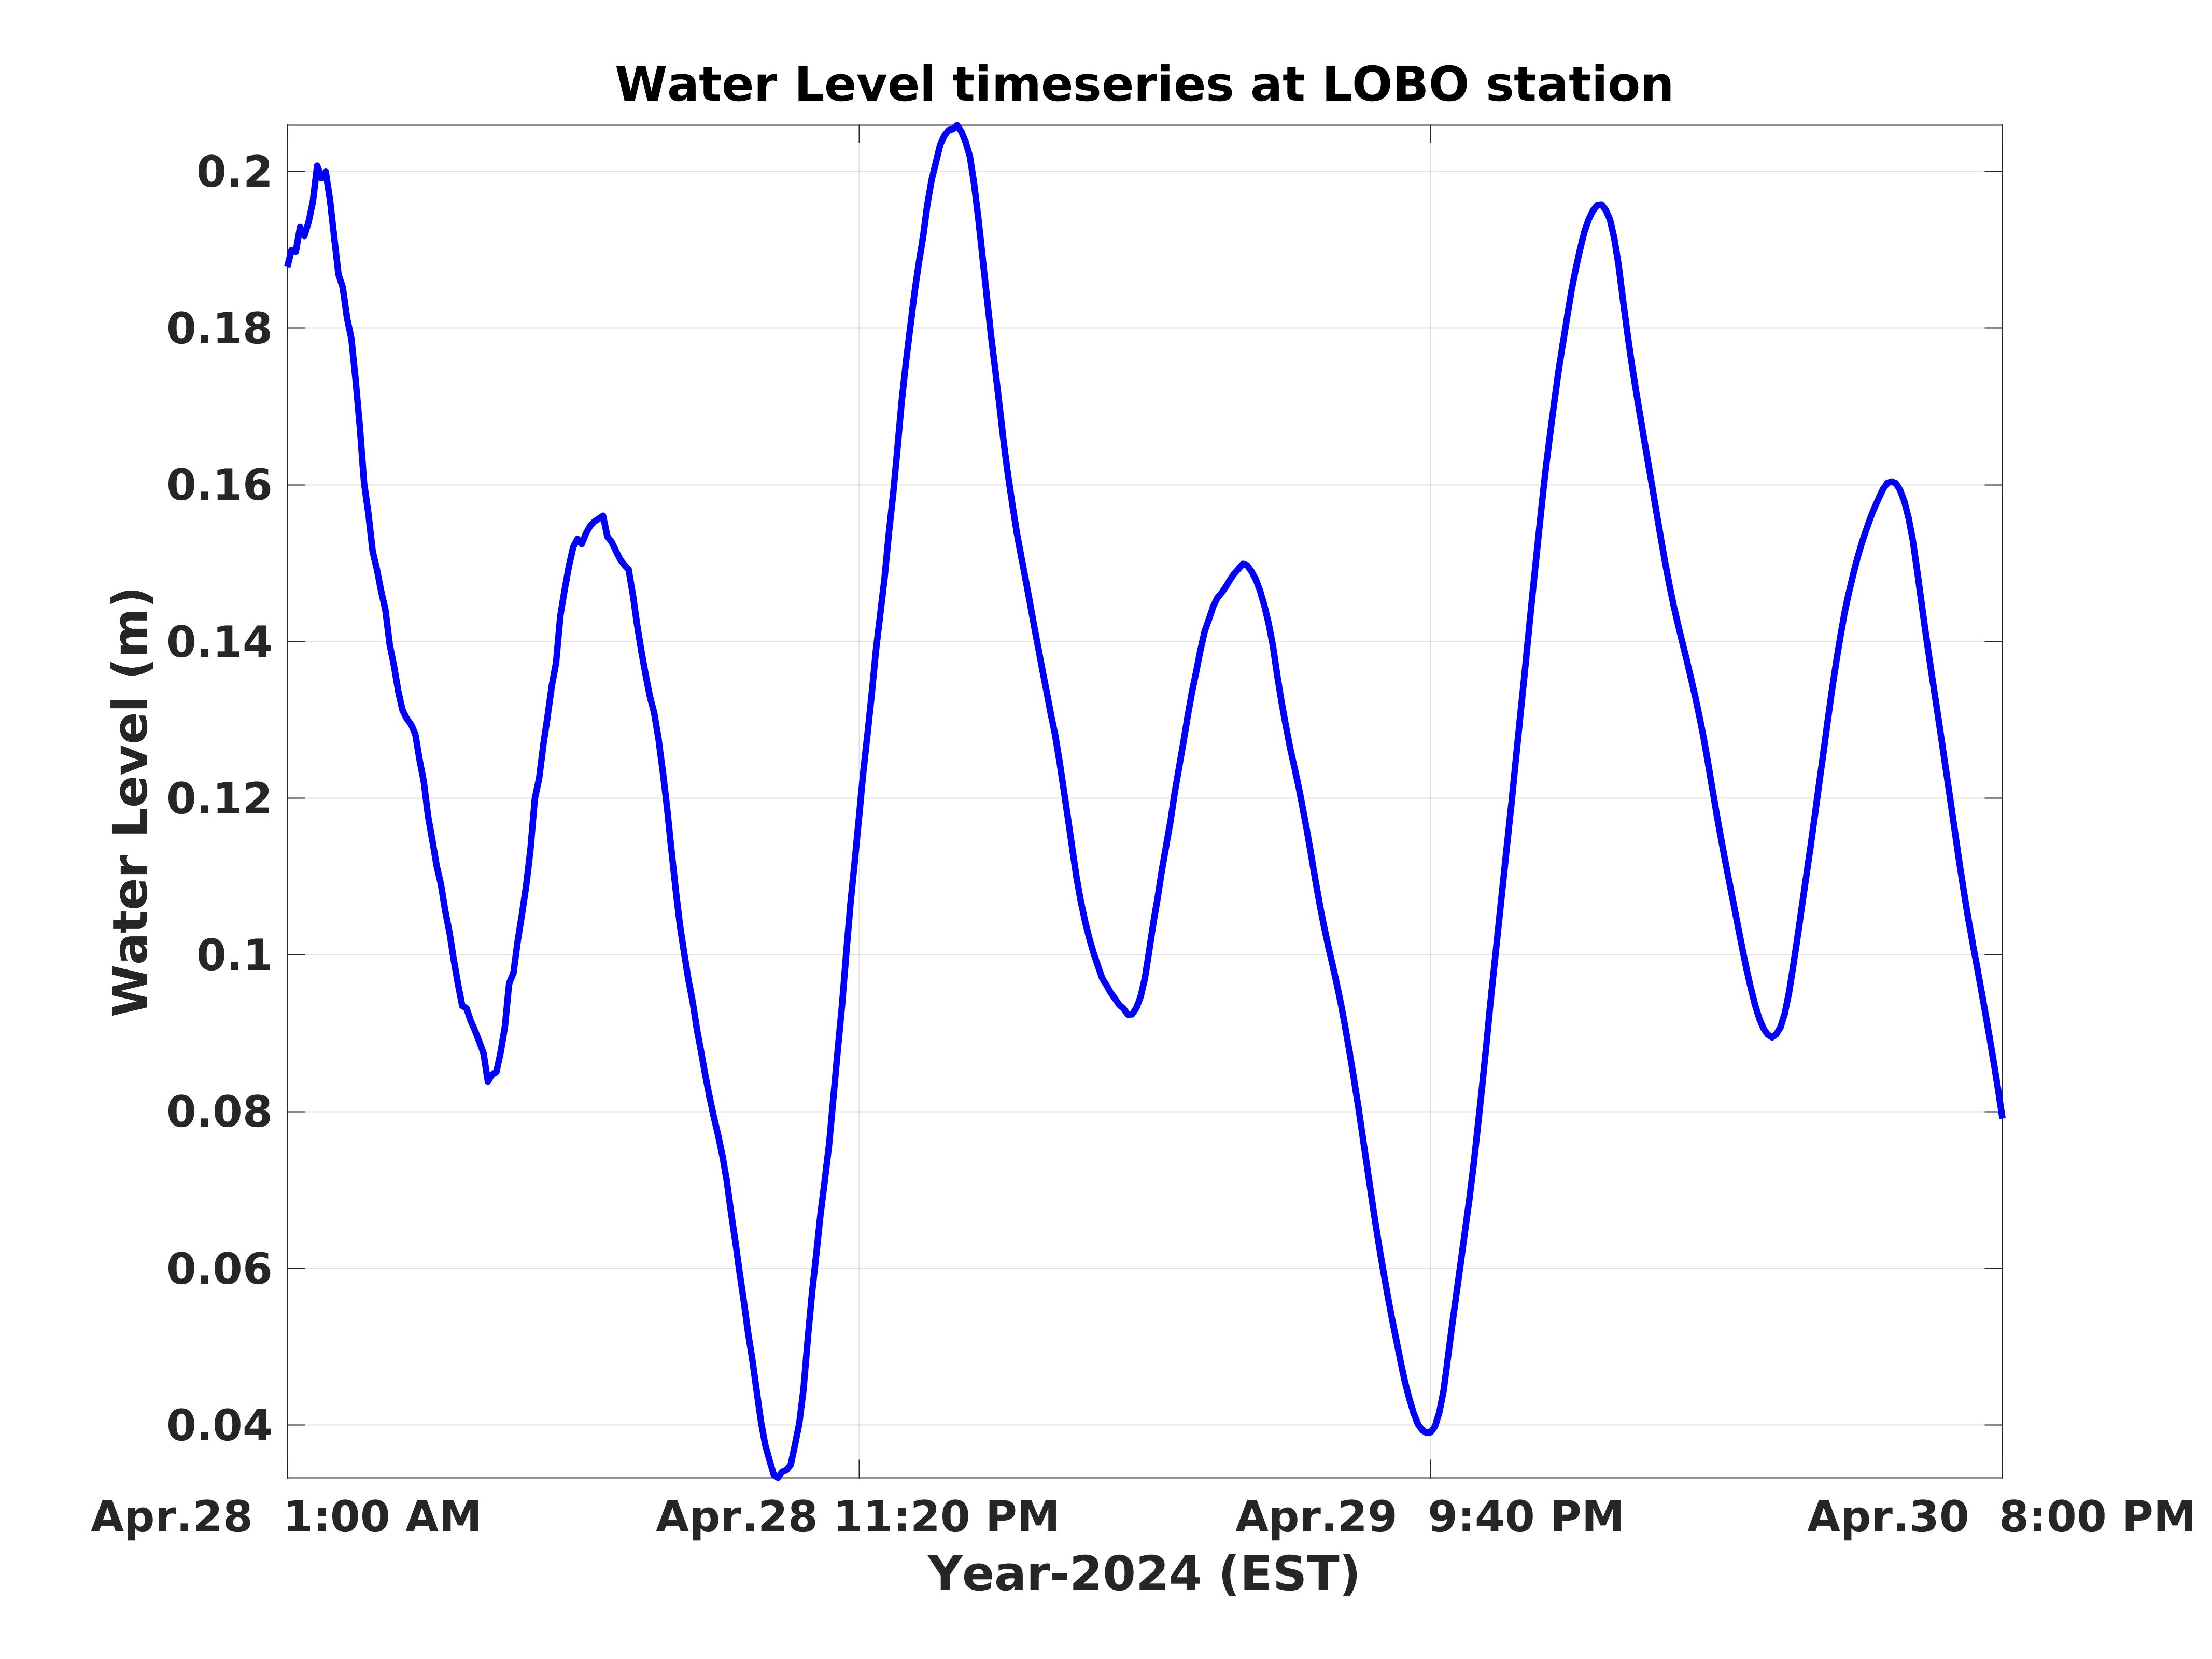 Water Level timeseries at LOBO station
0.2
0.18
0.16
0.14
0.12
0.1
0.08
0.06
0.04
Water Level (m)
Apr.28 1:00 AM
Apr.28 11:20 PM
Apr.29 9:40 PM
Apr.30 8:00 PM
Year-2024 (EST)